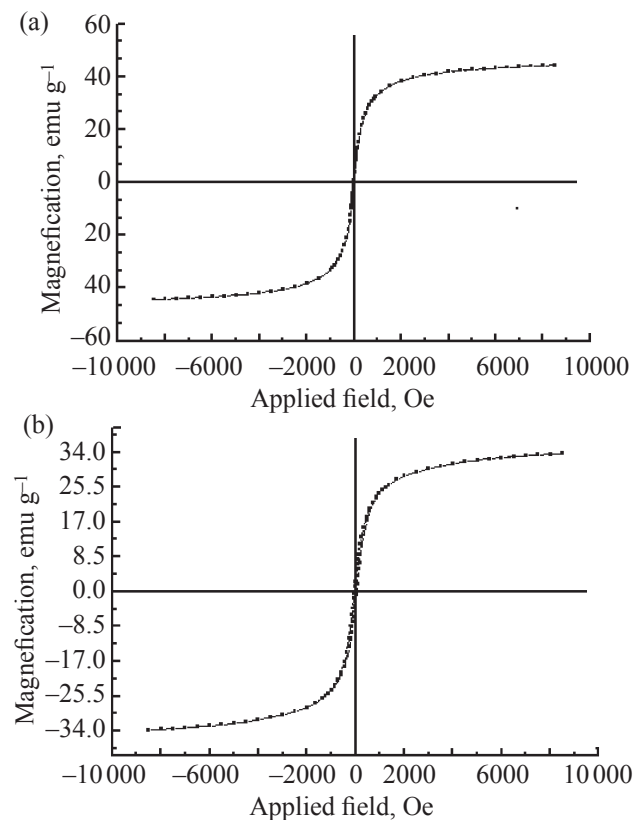 (a)
Magnefication, emu g–1
60
40
20
0
20
40
–60
–10 000 –6000 –2000 0 2000 6000 10000
Applied field, Oe
(b)
Magnefication, emu g–1
34.0
25.5
17.0
8.5
0.0
–8.5
–17.0
–25.5
–34.0
–10 000 –6000 –2000 0 2000 6000 10 000
Applied field, Oe